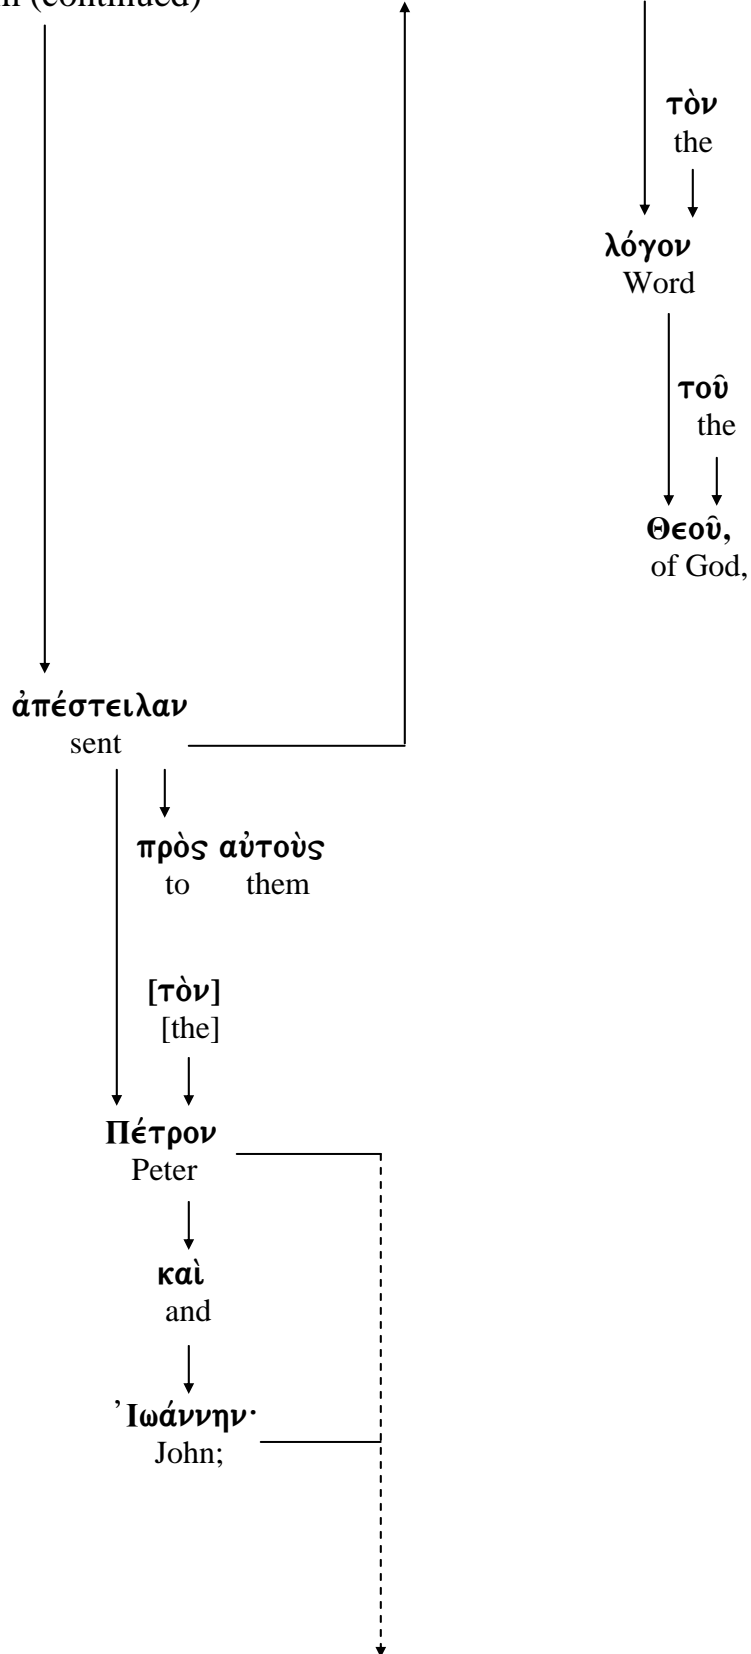 (continued)
τὸν
the
λόγον
Word
τοῦ
the
Θεοῦ,
of God,
ἀπέστειλαν
sent
πρὸς αὐτοὺς
to them
[τὸν]
[the]
Πέτρον
Peter
καὶ
and
Ἰωάννην·
John;